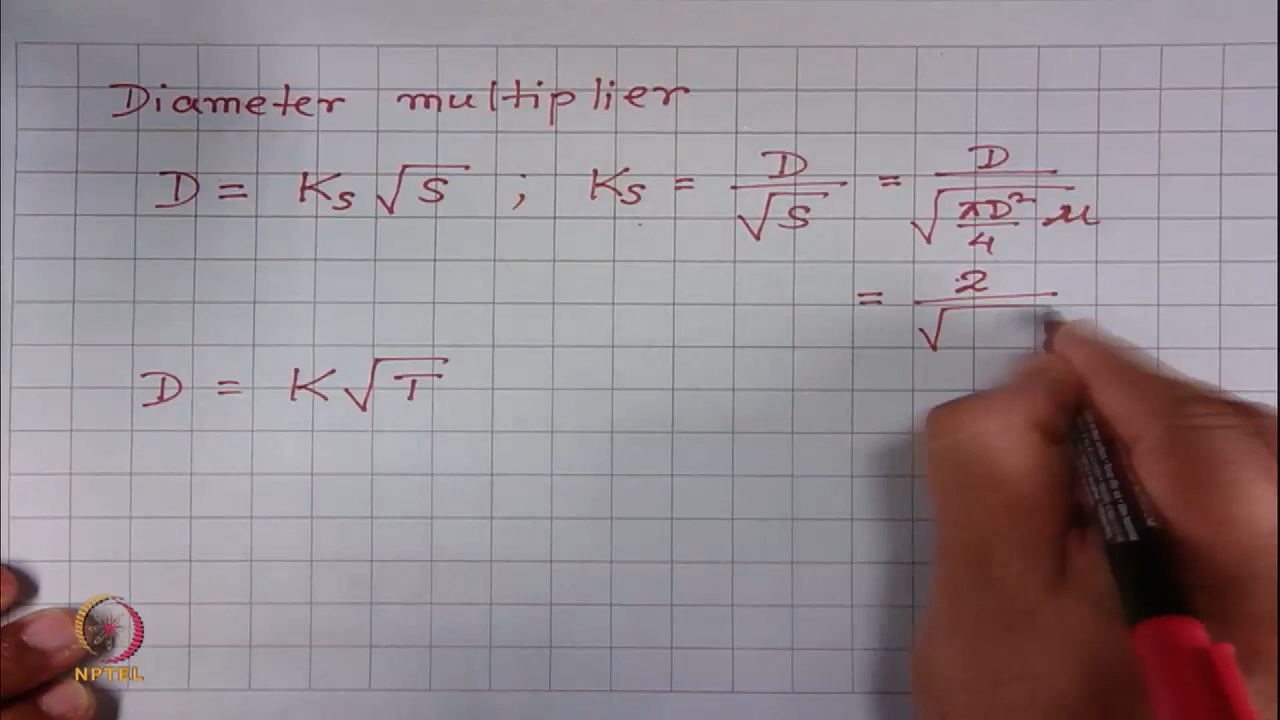 Diameter multiplier
D = Ks √S ; Ks = D/√S = D/√(πD²/4 x)
= 2/√
D = K√T
NPTEL